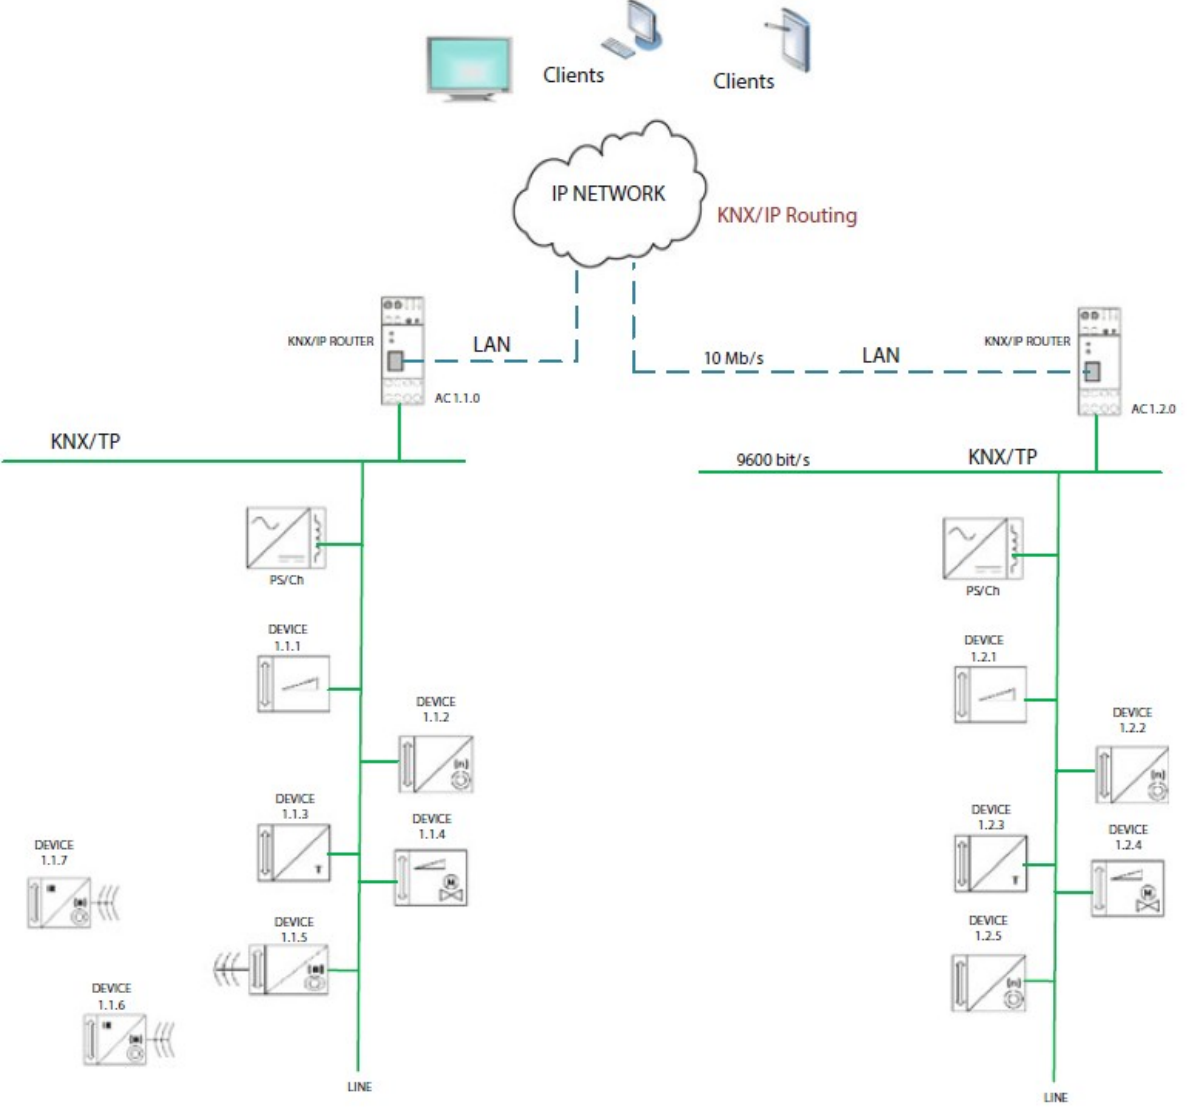 Clients
Clients
IP NETWORK
KNX/IP Routing
KNX/IP ROUTER
LAN
AC 1.1.0
10 Mb/s
LAN
KNX/IP ROUTER
AC 1.2.0
KNX/TP
9600 bit/s
KNX/TP
PS/Ch
DEVICE
1.1.1
DEVICE
1.1.2
DEVICE
1.1.3
DEVICE
1.1.4
DEVICE
1.1.7
DEVICE
1.1.5
DEVICE
1.1.6
LINE
PS/Ch
DEVICE
1.2.1
DEVICE
1.2.2
DEVICE
1.2.3
DEVICE
1.2.4
DEVICE
1.2.5
LINE